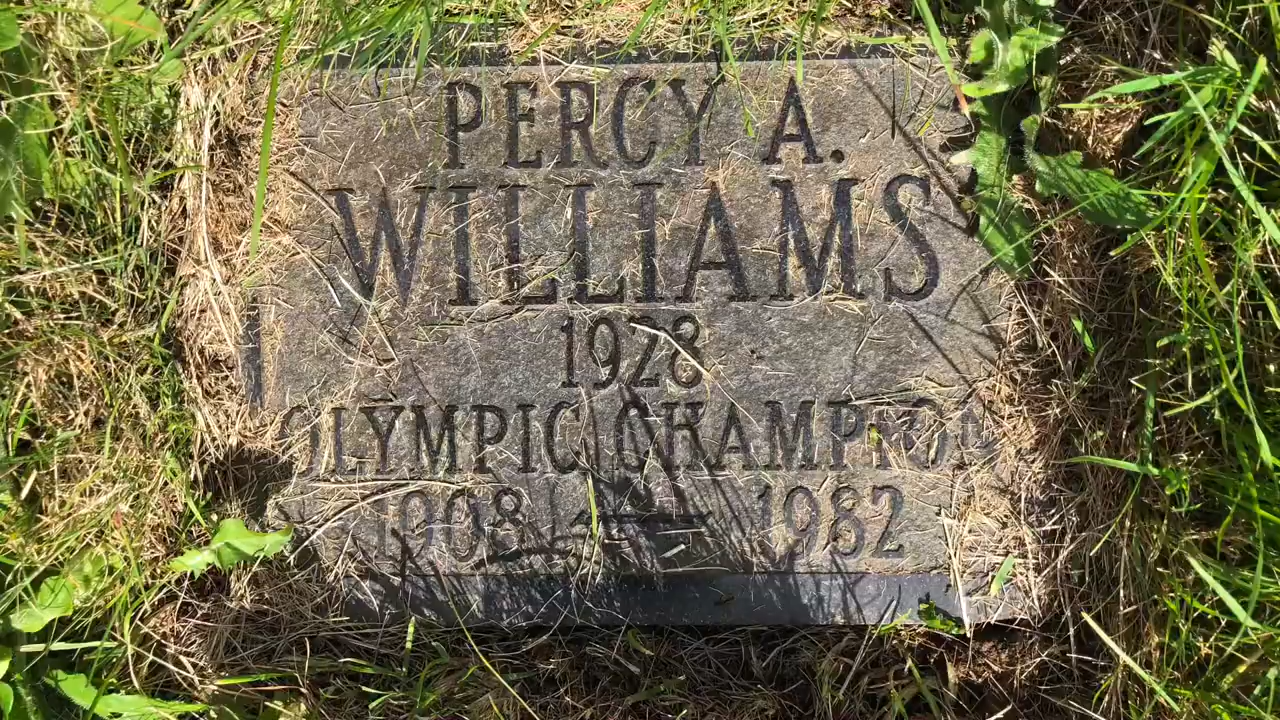 PERCY A.
WILLIAMS
1928
OLYMPIC CHAMPION
1908 — 1982